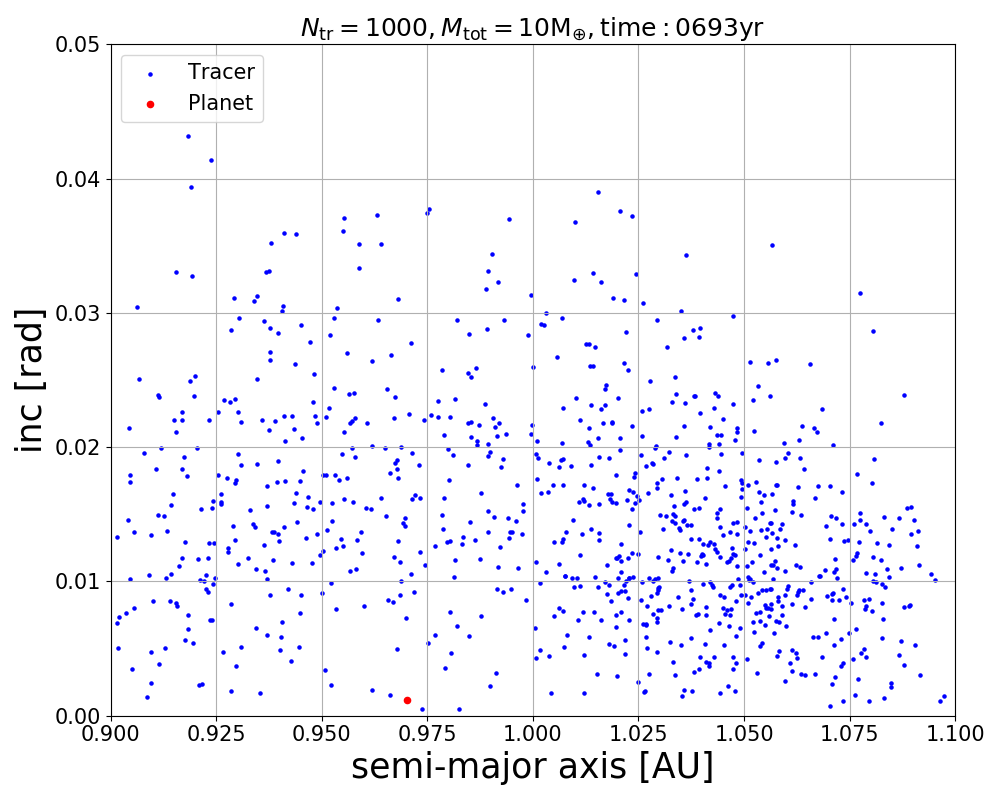 N_tr = 1000, M_tot = 10M_⊕, time : 0693yr
0.05
Tracer
Planet
0.04
0.03
inc [rad]
0.02
0.01
0.00
0.900 0.925 0.950 0.975 1.000 1.025 1.050 1.075 1.100
semi-major axis [AU]